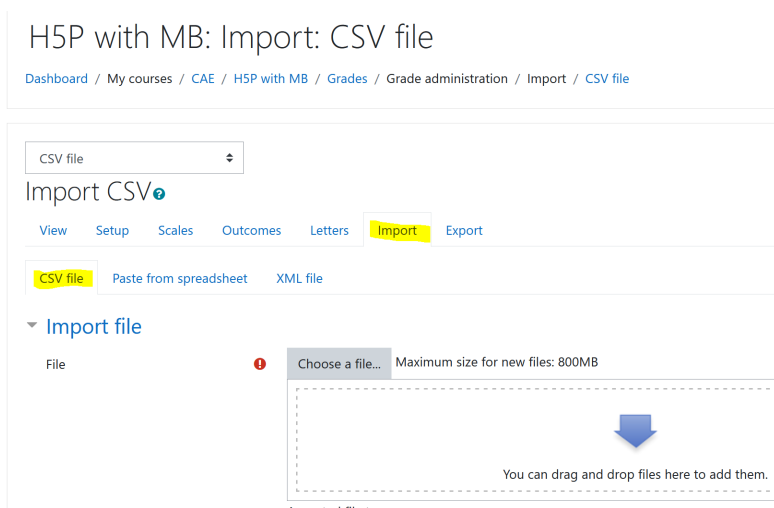 H5P with MB: Import: CSV file
Dashboard / My courses / CAE / H5P with MB / Grades / Grade administration / Import / CSV file
CSV file
Import CSV
View Setup Scales Outcomes Letters Import Export
CSV file Paste from spreadsheet XML file
Import file
File Choose a file... Maximum size for new files: 800MB
You can drag and drop files here to add them.